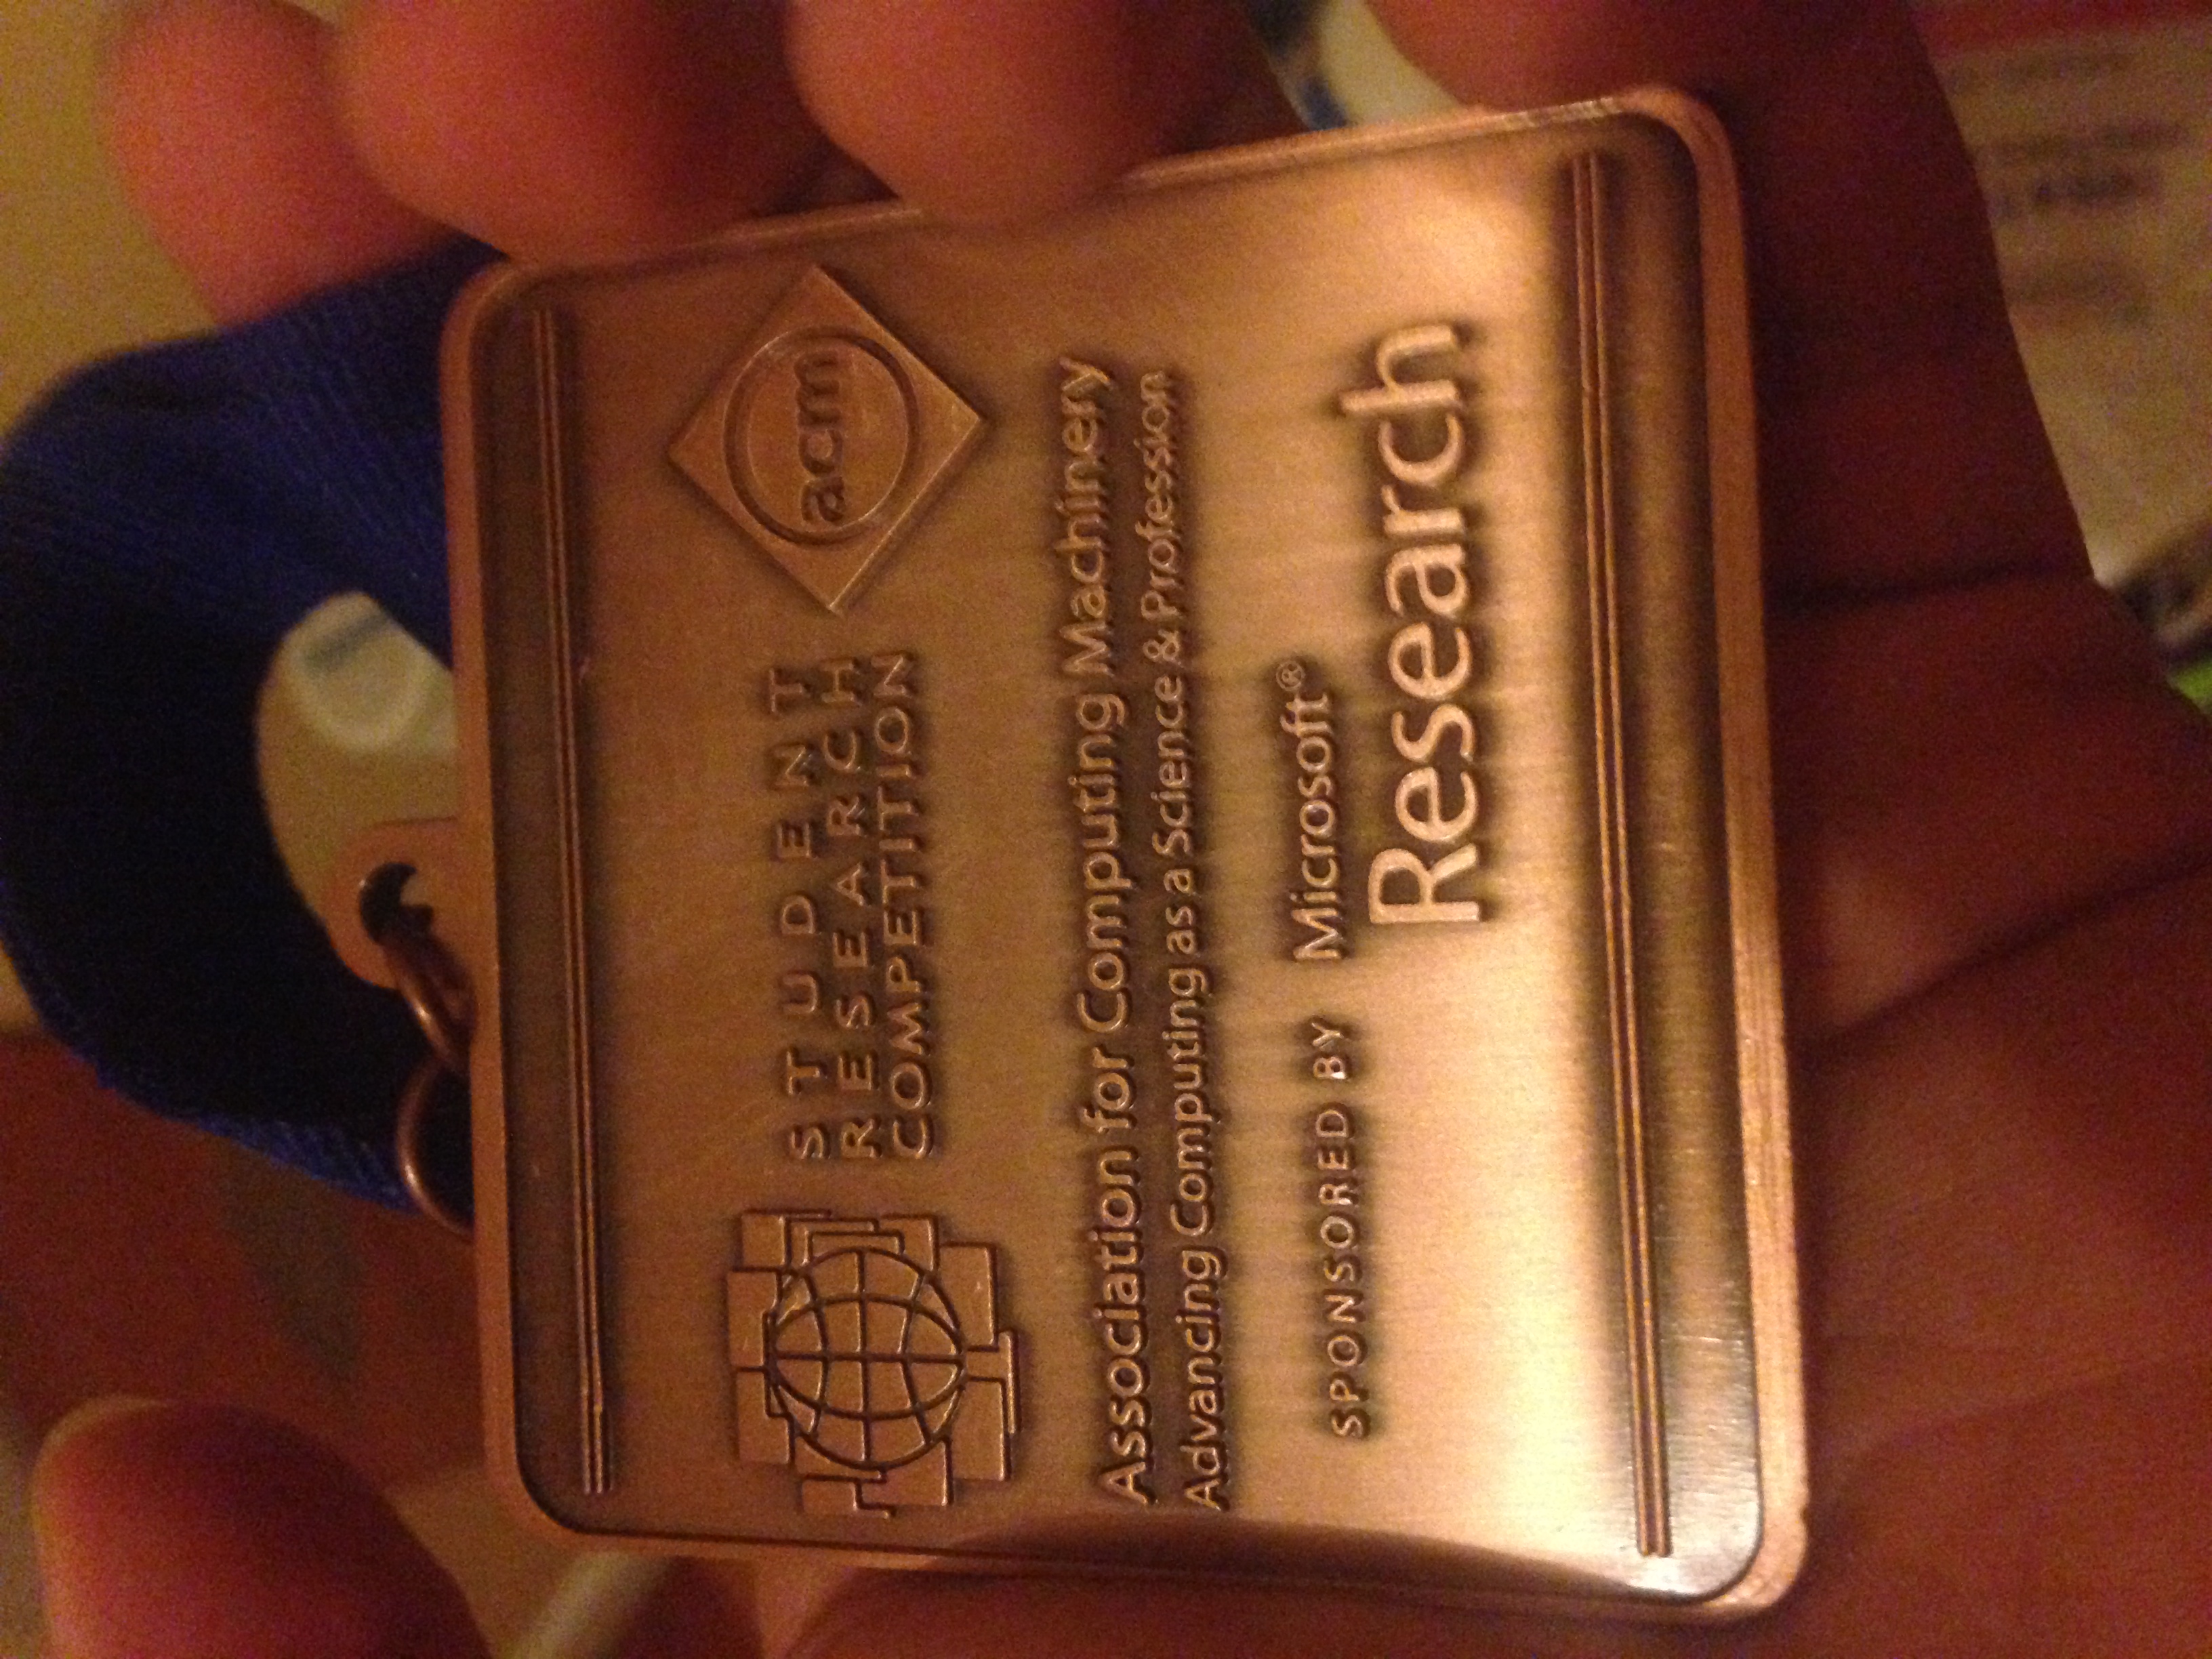 STUDENT
RESEARCH
COMPETITION
acm
Association for Computing Machinery
Advancing Computing as a Science & Profession
SPONSORED BY Microsoft®
Research